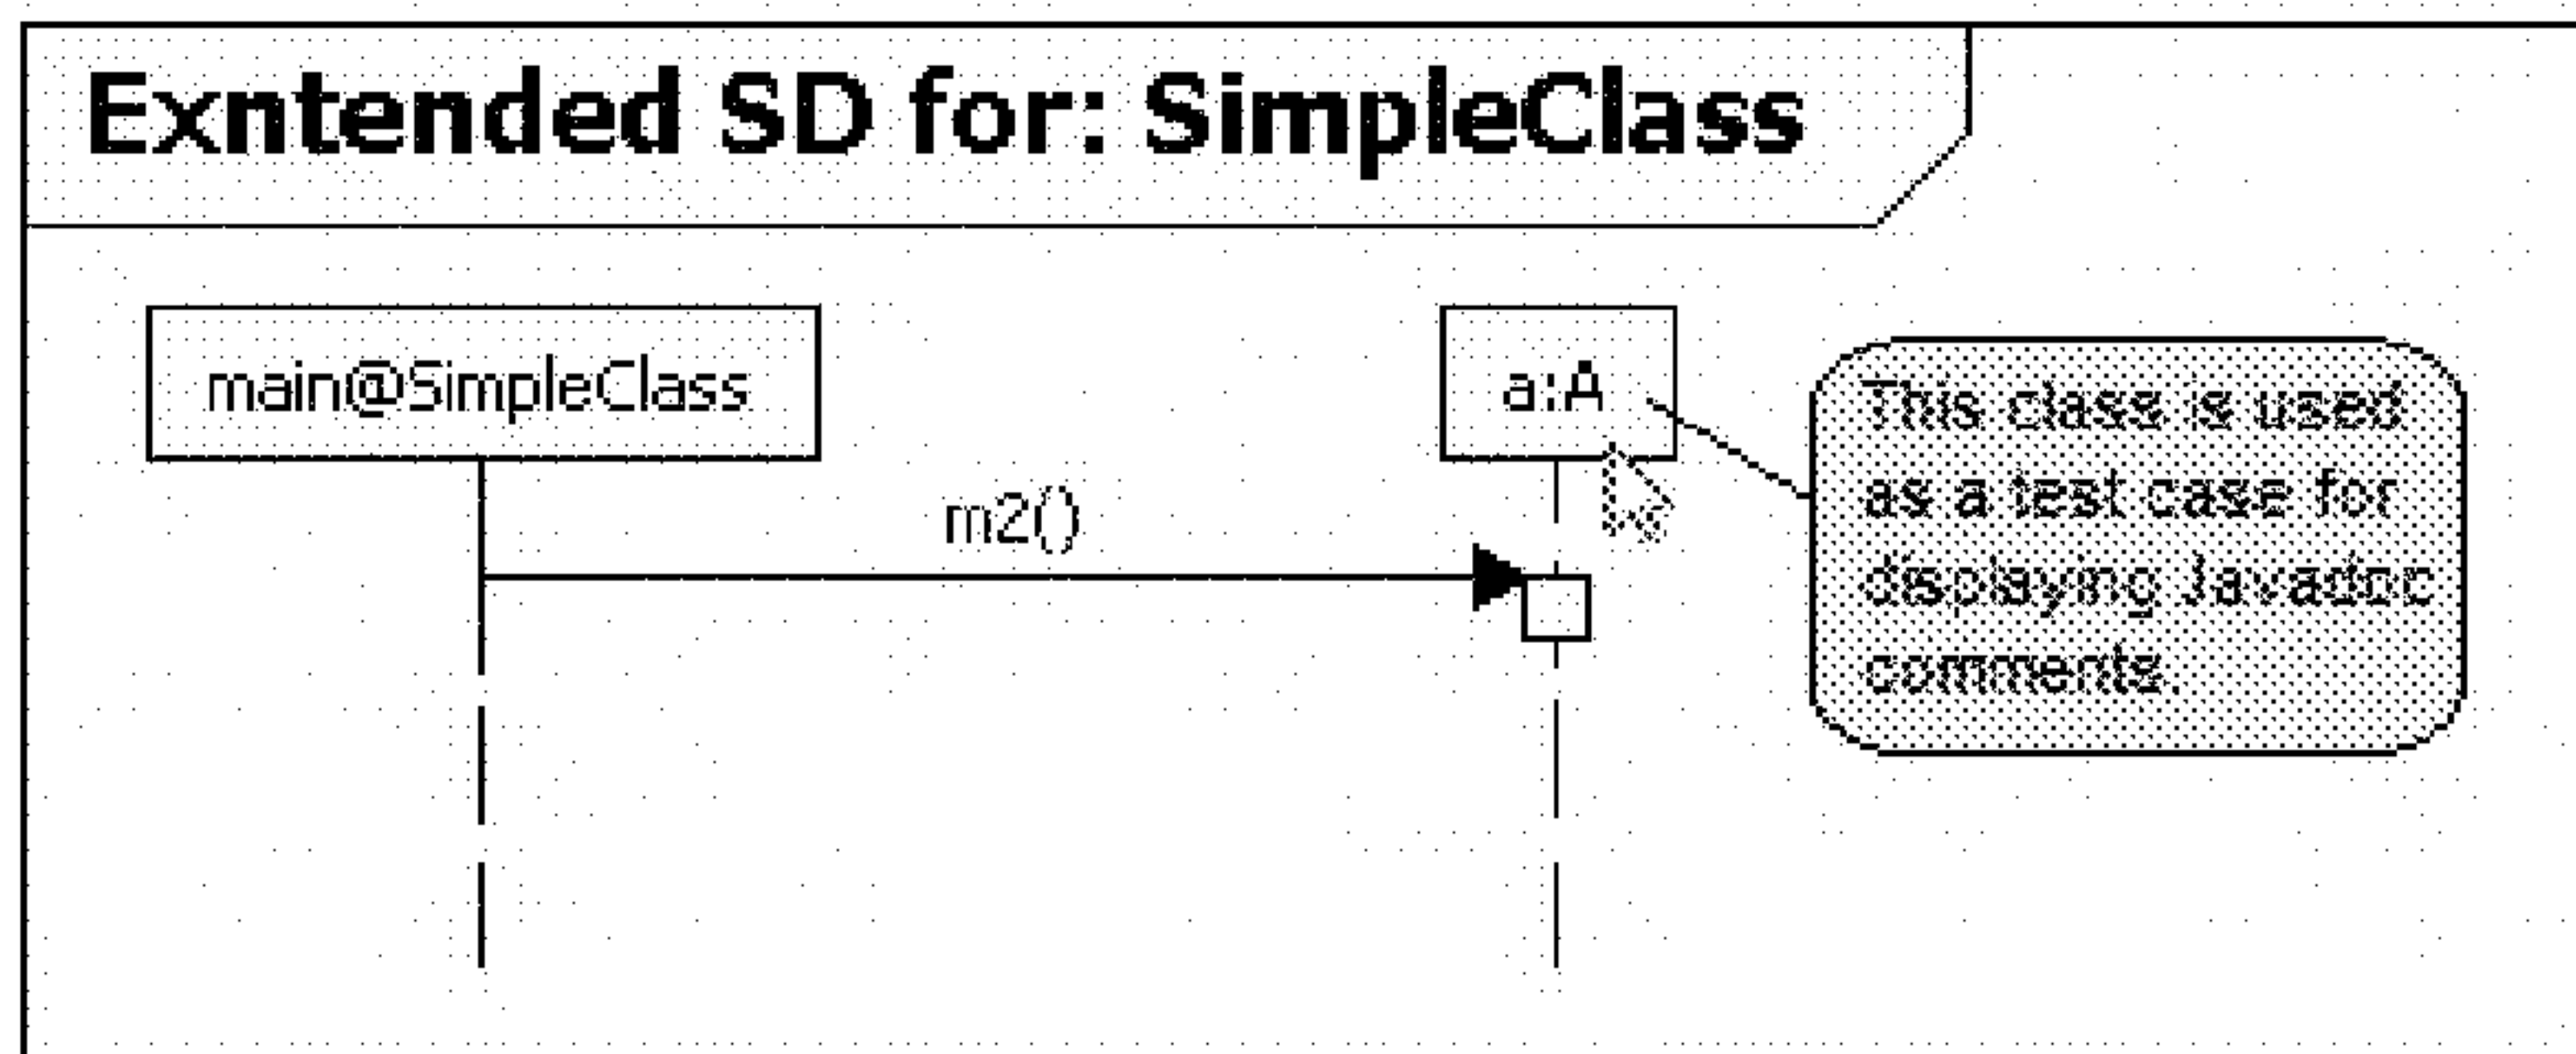 Exntended SD for: SimpleClass
main@SimpleClass
a:A
This class is used
as a test case for
displaying Javadoc
comments.
m2()